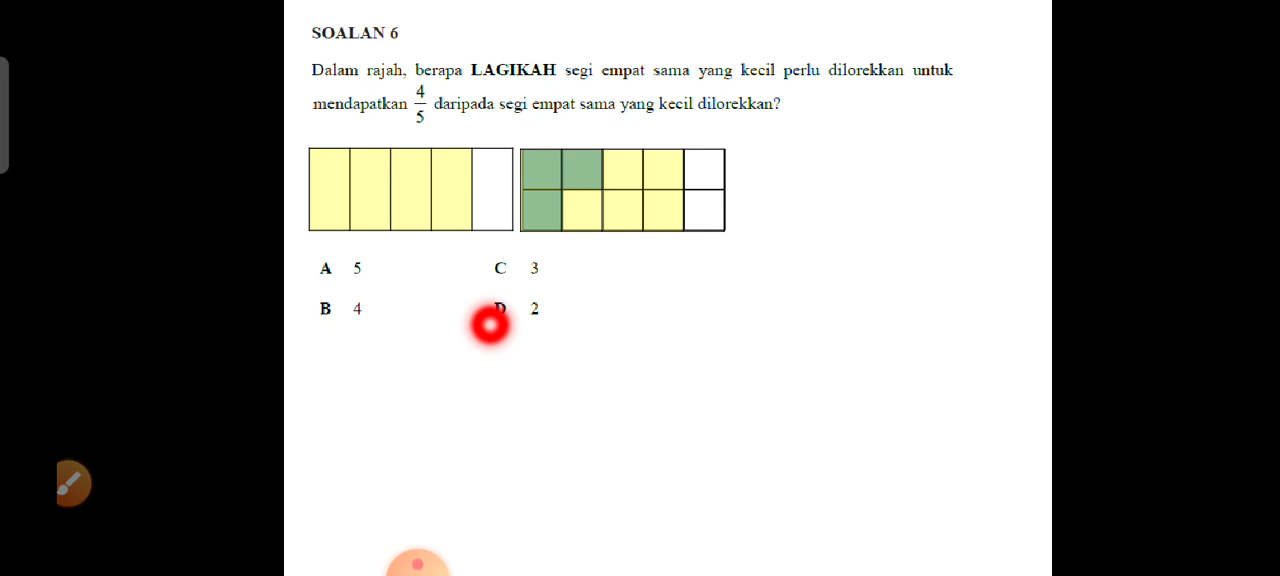 SOALAN 6
Dalam rajah, berapa LAGIKAH segi empat sama yang kecil perlu dilorekkan untuk
mendapatkan 4/5 daripada segi empat sama yang kecil dilorekkan?
A 5 C 3
B 4 D 2